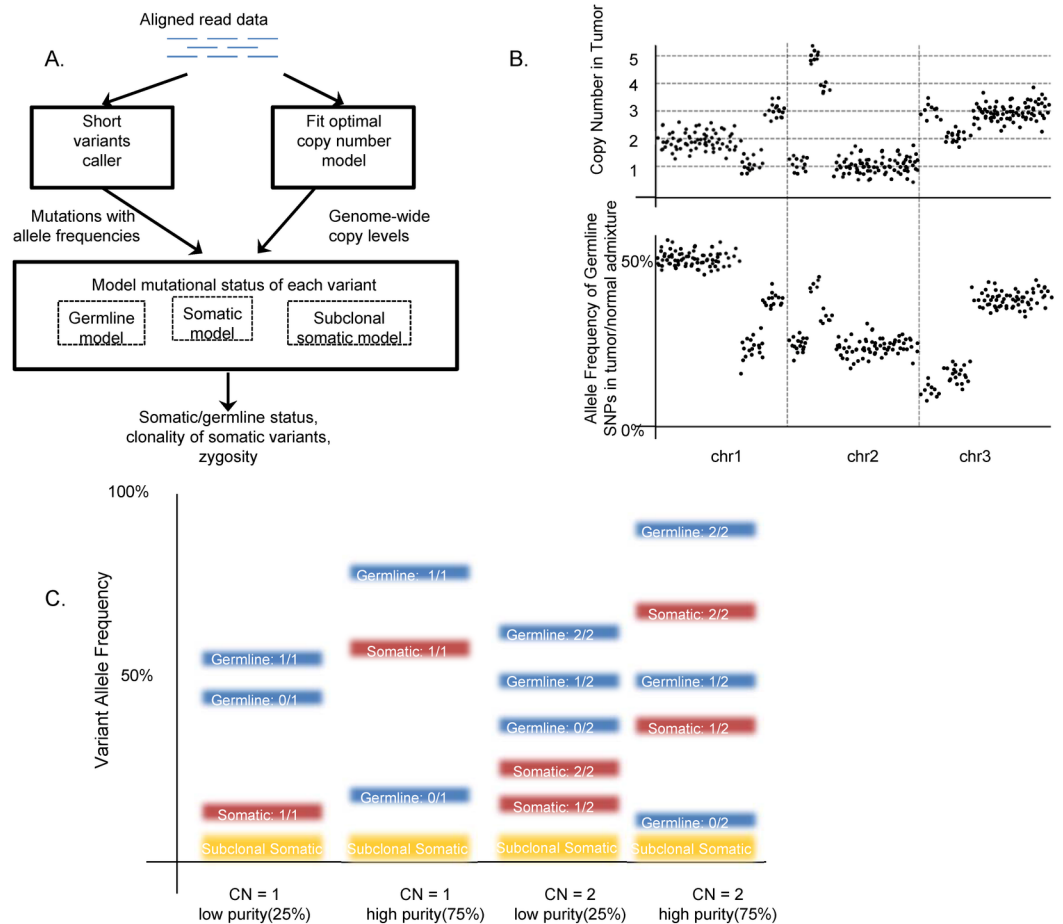 Aligned read data
A.
Short
variants
caller
Fit optimal
copy number
model
Mutations with
allele frequencies
Genome-wide
copy levels
Model mutational status of each variant
Germline
model
Somatic
model
Subclonal
somatic model
Somatic/germline status,
clonality of somatic variants,
zygosity
B.
Copy Number in Tumor
5
4
3
2
1
Allele Frequency of Germline
SNPs in tumor/normal admixture
50%
0%
chr1
chr2
chr3
C.
Variant Allele Frequency
100%
50%
Germline: 1/1
Germline: 0/1
Somatic: 1/1
Subclonal Somatic
CN = 1
low purity(25%)
Germline: 1/1
Somatic: 1/1
Germline: 0/1
Subclonal Somatic
CN = 1
high purity(75%)
Germline: 2/2
Germline: 1/2
Germline: 0/2
Somatic: 2/2
Somatic: 1/2
Subclonal Somatic
CN = 2
low purity(25%)
Germline: 2/2
Somatic: 2/2
Germline: 1/2
Somatic: 1/2
Germline: 0/2
Subclonal Somatic
CN = 2
high purity(75%)